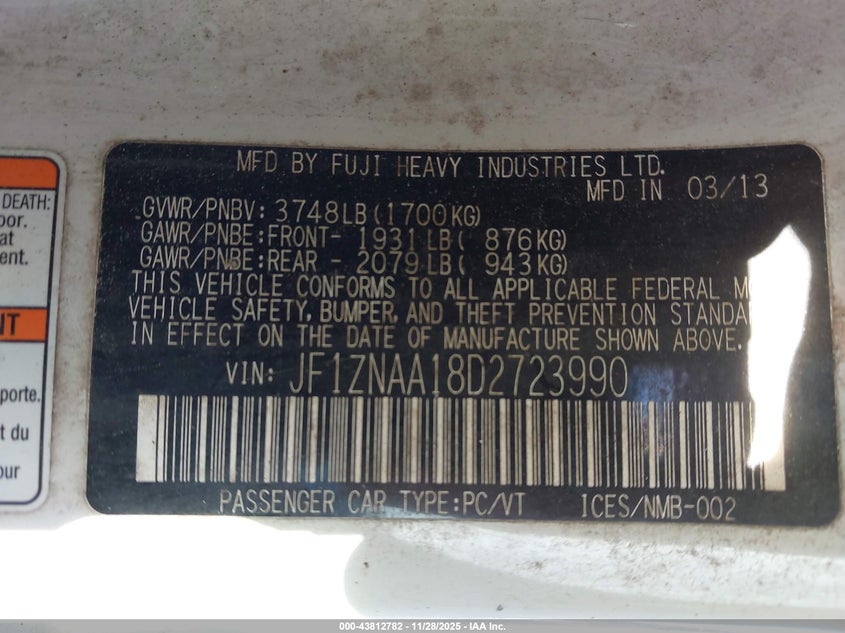 DEATH:
oor.
at
ent.
NT
porte.
t du
our
MFD BY FUJI HEAVY INDUSTRIES LTD.
MFD IN 03/13
GVWR/PNBV: 3748LB(1700KG)
GAWR/PNBE:FRONT- 1931LB( 876KG)
GAWR/PNBE:REAR - 2079LB( 943KG)
THIS VEHICLE CONFORMS TO ALL APPLICABLE FEDERAL MO
VEHICLE SAFETY, BUMPER, AND THEFT PREVENTION STANDA
IN EFFECT ON THE DATE OF MANUFACTURE SHOWN ABOVE.
VIN: JF1ZNAA18D2723990
PASSENGER CAR TYPE:PC/VT ICES/NMB-002
000-43812782 - 11/28/2025 - IAA Inc.